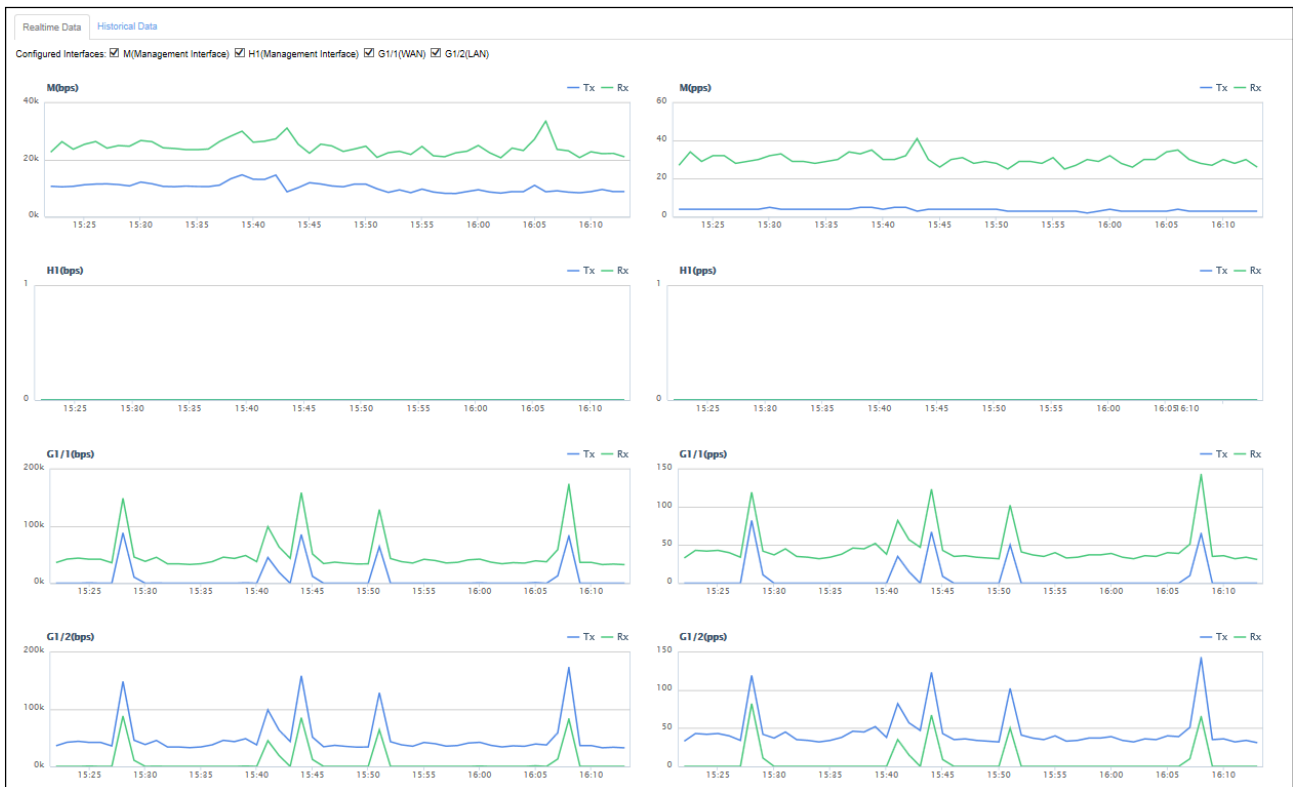 Realtime Data Historical Data
Configured Interfaces: M(Management Interface) H1(Management Interface) G1/1(WAN) G1/2(LAN)
M(bps) Tx Rx
40k
20k
0k
15:25 15:30 15:35 15:40 15:45 15:50 15:55 16:00 16:05 16:10
M(pps) Tx Rx
60
40
20
0
15:25 15:30 15:35 15:40 15:45 15:50 15:55 16:00 16:05 16:10
H1(bps) Tx Rx
1
0
15:25 15:30 15:35 15:40 15:45 15:50 15:55 16:00 16:05 16:10
H1(pps) Tx Rx
1
0
15:25 15:30 15:35 15:40 15:45 15:50 15:55 16:00 16:05 16:10
G1/1(bps) Tx Rx
200k
100k
0k
15:25 15:30 15:35 15:40 15:45 15:50 15:55 16:00 16:05 16:10
G1/1(pps) Tx Rx
150
100
50
0
15:25 15:30 15:35 15:40 15:45 15:50 15:55 16:00 16:05 16:10
G1/2(bps) Tx Rx
200k
100k
0k
15:25 15:30 15:35 15:40 15:45 15:50 15:55 16:00 16:05 16:10
G1/2(pps) Tx Rx
150
100
50
0
15:25 15:30 15:35 15:40 15:45 15:50 15:55 16:00 16:05 16:10